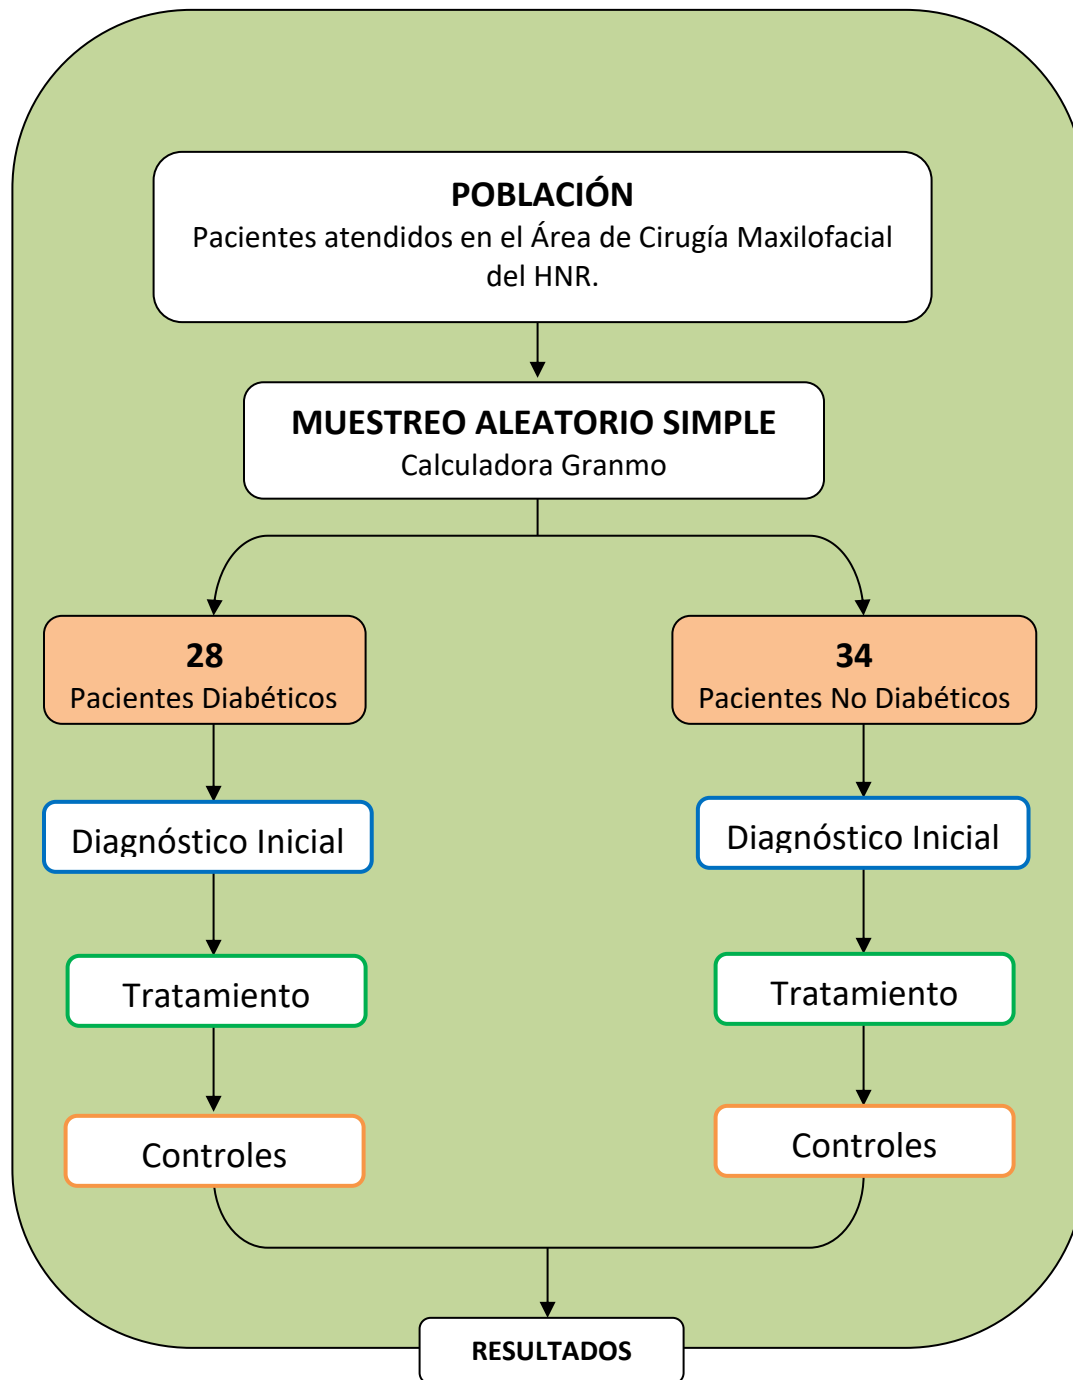 POBLACIÓN
Pacientes atendidos en el Área de Cirugía Maxilofacial
del HNR.
MUESTREO ALEATORIO SIMPLE
Calculadora Granmo
28
Pacientes Diabéticos
34
Pacientes No Diabéticos
Diagnóstico Inicial
Diagnóstico Inicial
Tratamiento
Tratamiento
Controles
Controles
RESULTADOS